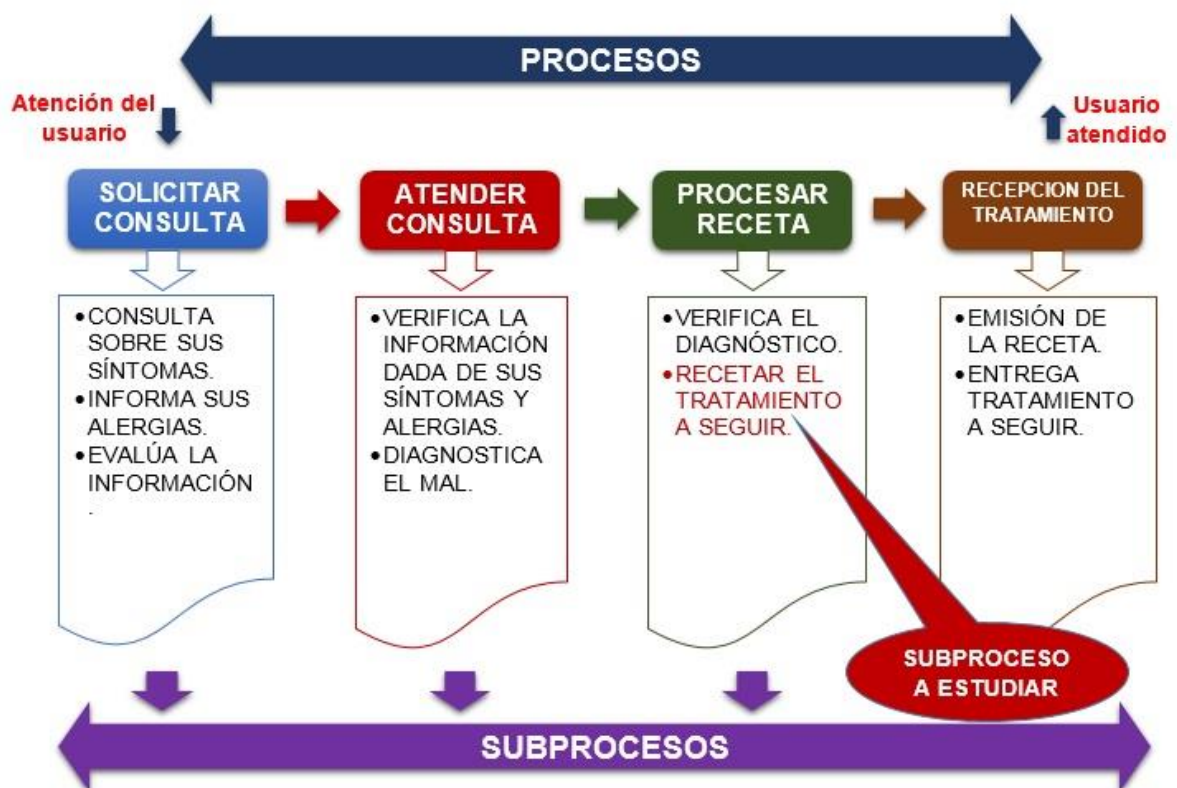 PROCESOS
Atención del
usuario
Usuario
atendido
SOLICITAR
CONSULTA
ATENDER
CONSULTA
PROCESAR
RECETA
RECEPCION DEL
TRATAMIENTO
•CONSULTA
SOBRE SUS
SÍNTOMAS.
•INFORMA SUS
ALERGIAS.
•EVALÚA LA
INFORMACIÓN
.
•VERIFICA LA
INFORMACIÓN
DADA DE SUS
SÍNTOMAS Y
ALERGIAS.
•DIAGNOSTICA
EL MAL.
•VERIFICA EL
DIAGNÓSTICO.
•RECETAR EL
TRATAMIENTO
A SEGUIR.
•EMISIÓN DE
LA RECETA.
•ENTREGA
TRATAMIENTO
A SEGUIR.
SUBPROCESO
A ESTUDIAR
SUBPROCESOS